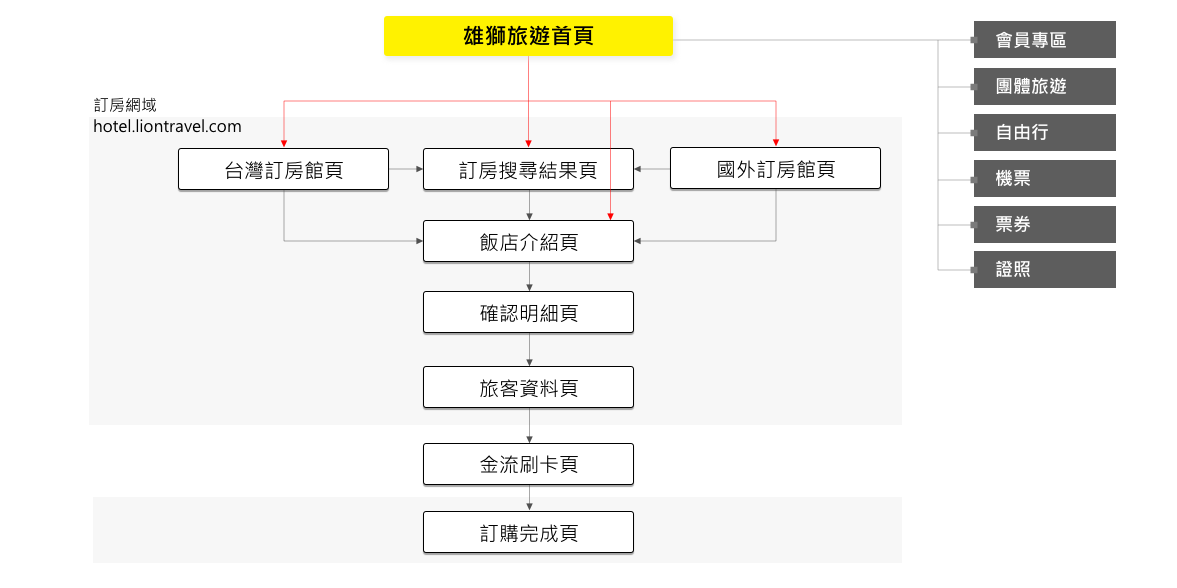 雄獅旅遊首頁
會員專區
團體旅遊
自由行
機票
票券
證照
訂房網域
hotel.liontravel.com
台灣訂房館頁
訂房搜尋結果頁
國外訂房館頁
飯店介紹頁
確認明細頁
旅客資料頁
金流刷卡頁
訂購完成頁